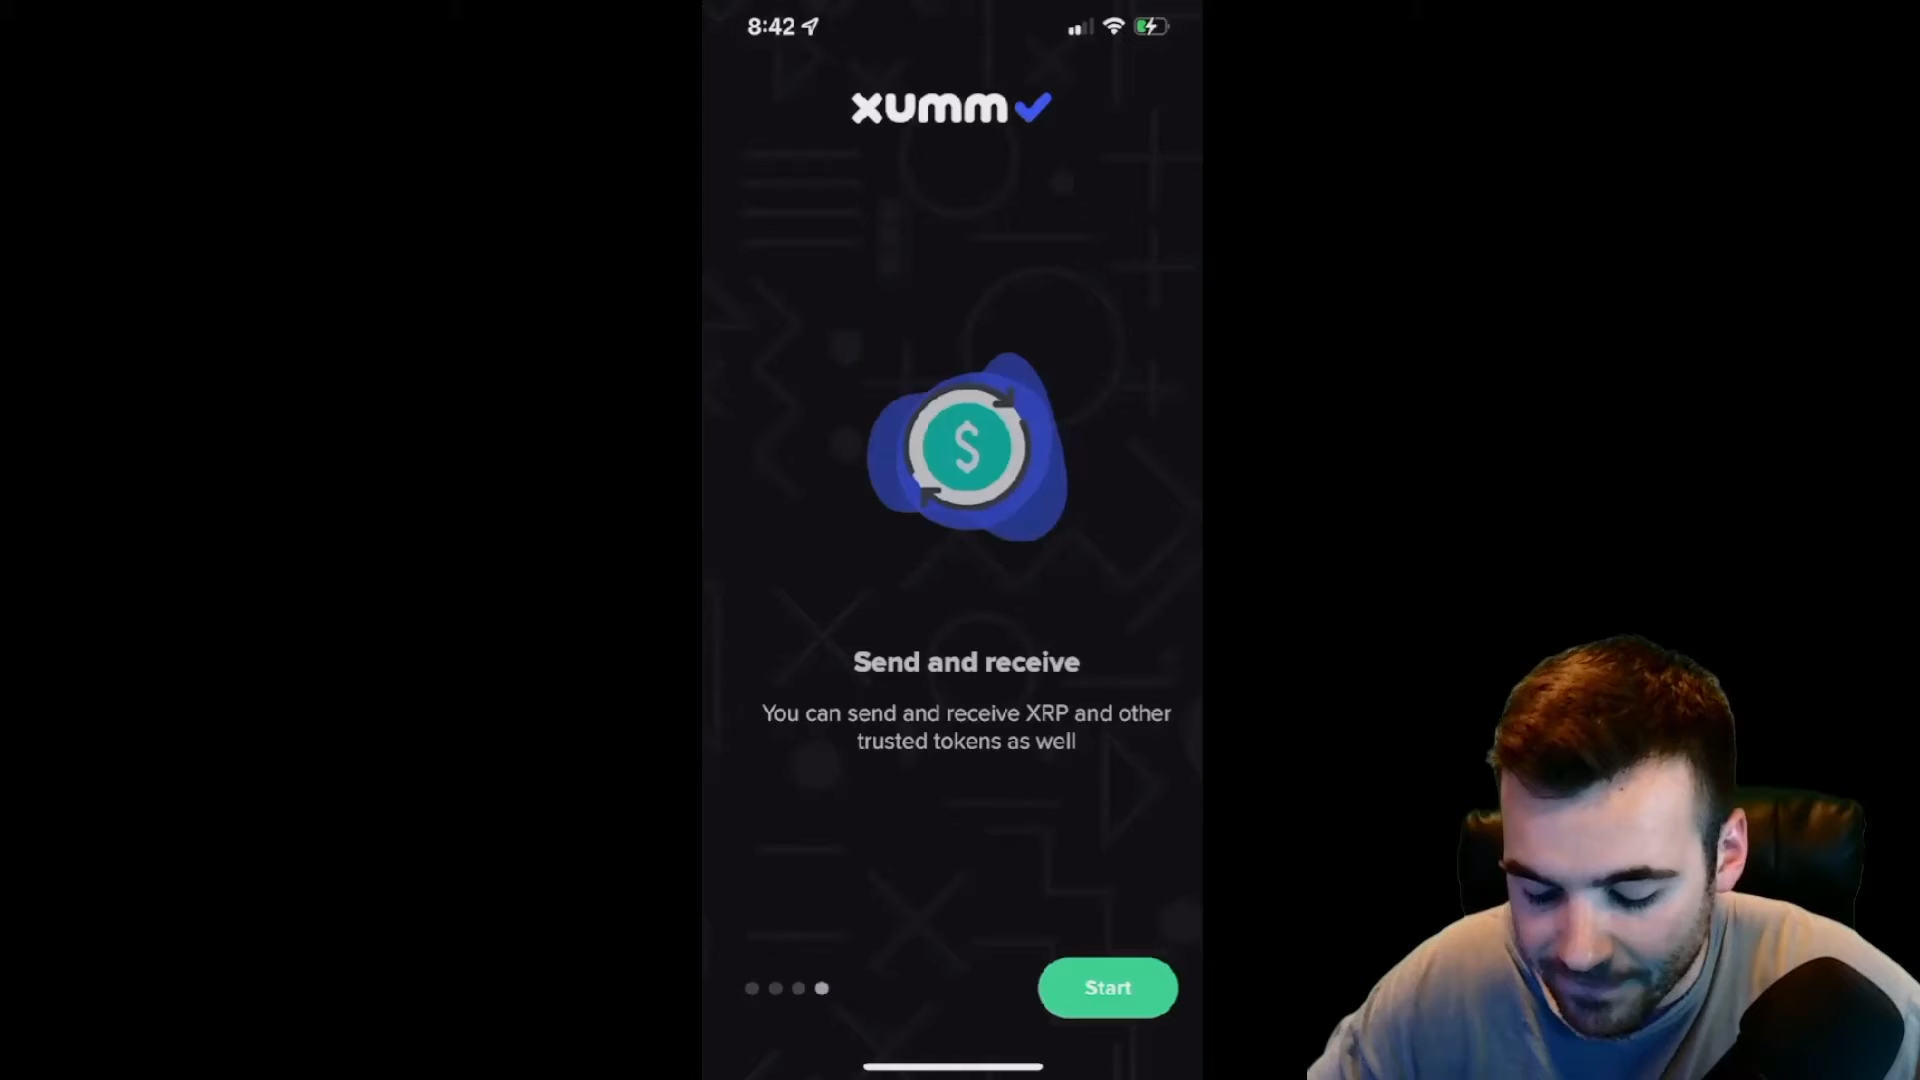 8:42
xumm
$
Send and receive
You can send and receive XRP and other
trusted tokens as well
Start